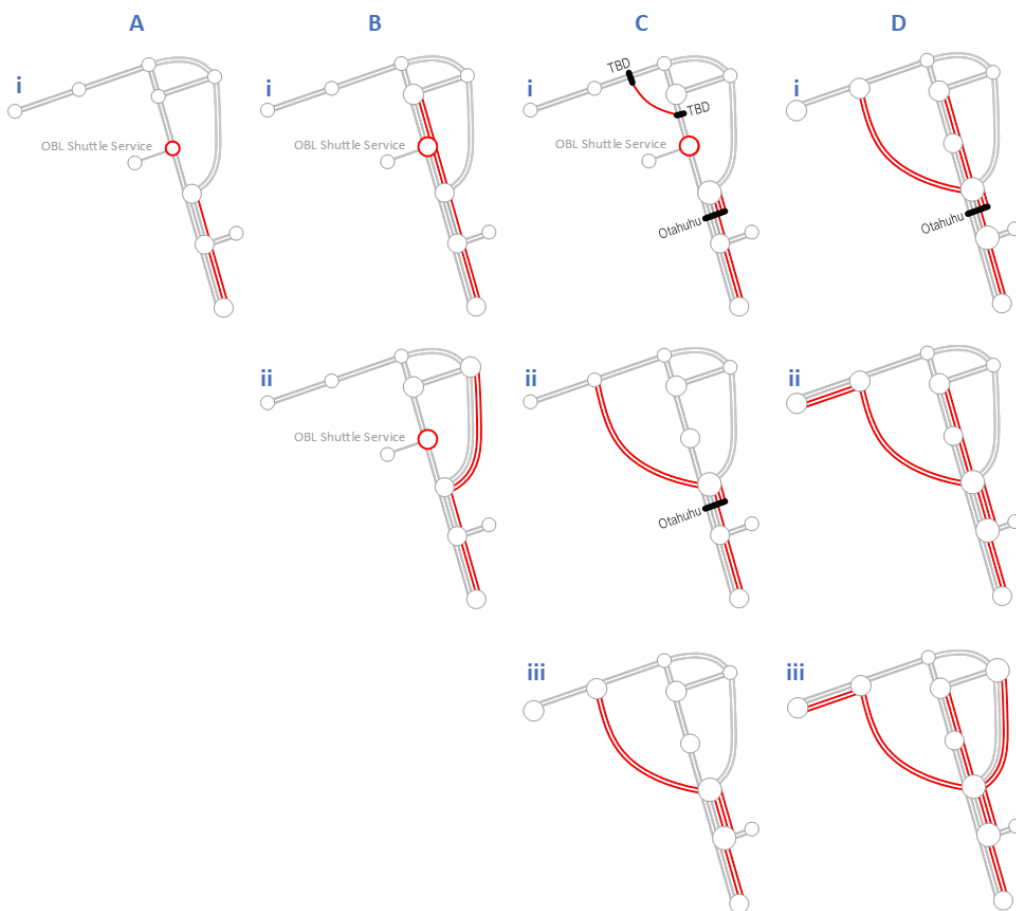 A
B
C
D
i
i
i
i
TBD
TBD
OBL Shuttle Service
OBL Shuttle Service
OBL Shuttle Service
Otahuhu
Otahuhu
ii
ii
ii
OBL Shuttle Service
Otahuhu
iii
iii